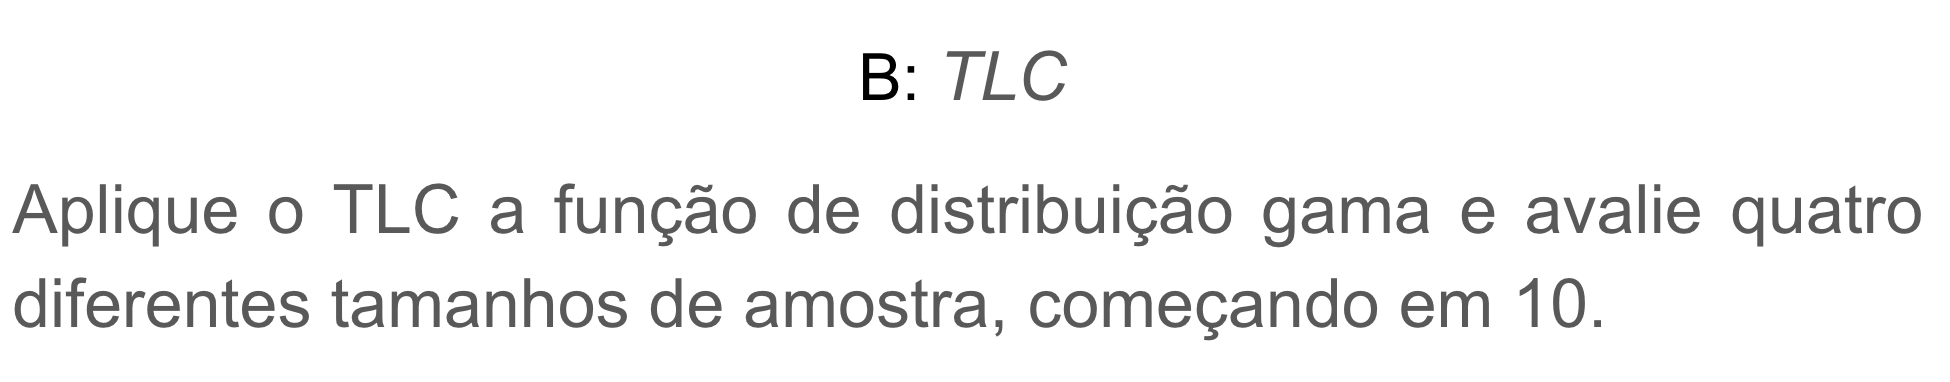 B: TLC
Aplique o TLC a função de distribuição gama e avalie quatro
diferentes tamanhos de amostra, começando em 10.